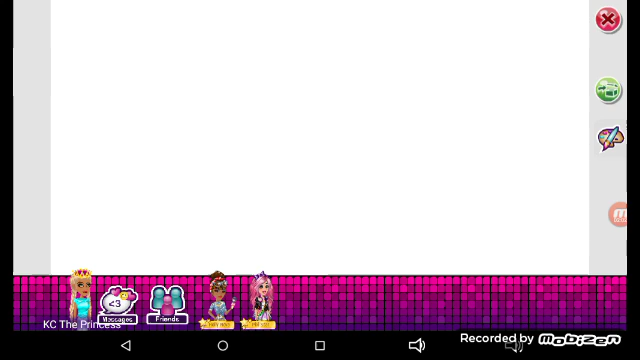 <3
Messages
Friends
KC The Princess
Recorded by mobizen